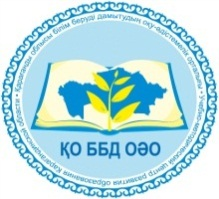 Қарағанды облысы білім беруді дамытудың оқу-әдістемелік орталығы • Учебно-методический центр развития образования Карагандинской области •
ҚО ББД ОӘО